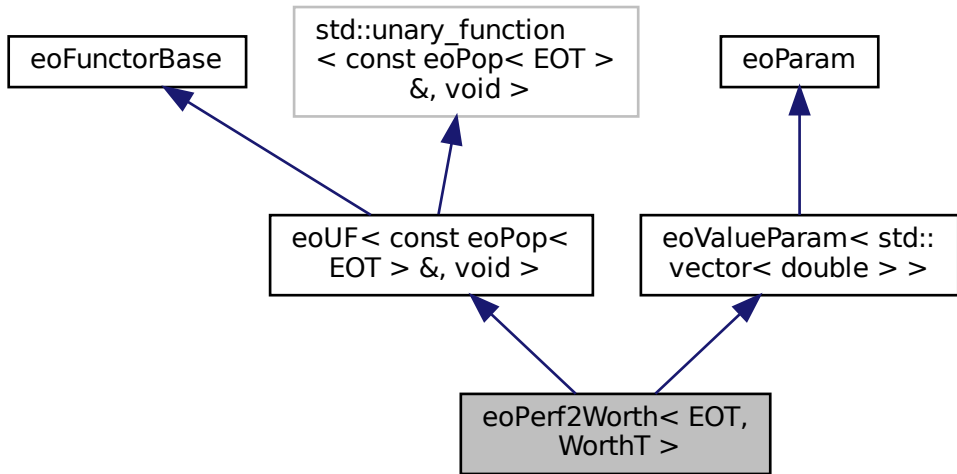 eoFunctorBase
std::unary_function
< const eoPop< EOT >
&, void >
eoParam
eoUF< const eoPop<
EOT > &, void >
eoValueParam< std::
vector< double > >
eoPerf2Worth< EOT,
WorthT >